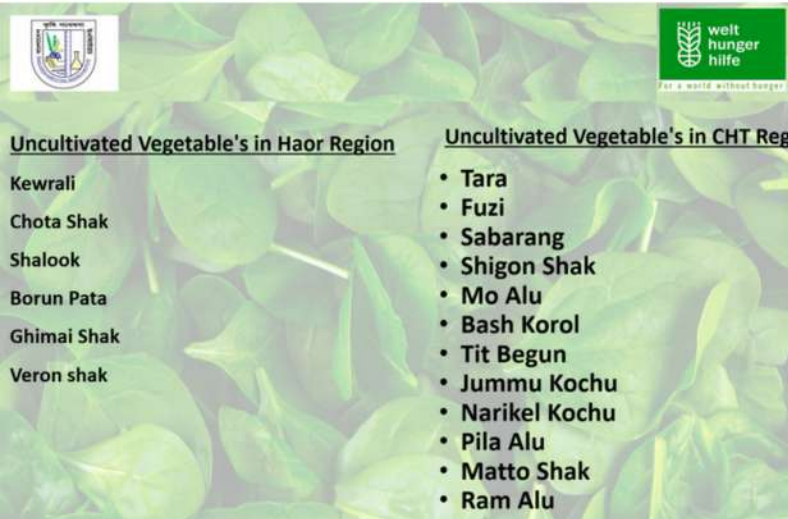 welt
hunger
hilfe
For a world without hunger
Uncultivated Vegetable's in Haor Region
Kewrali
Chota Shak
Shalook
Borun Pata
Ghimai Shak
Veron shak
Uncultivated Vegetable's in CHT Reg
• Tara
• Fuzi
• Sabarang
• Shigon Shak
• Mo Alu
• Bash Korol
• Tit Begun
• Jummu Kochu
• Narikel Kochu
• Pila Alu
• Matto Shak
• Ram Alu